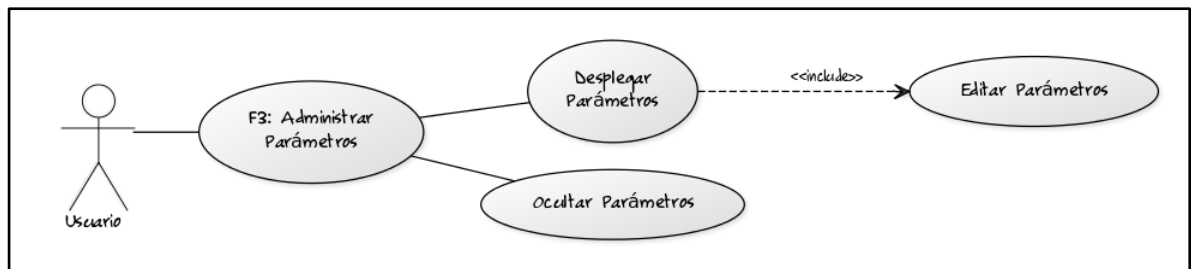 F3: Administrar
Parámetros
Desplegar
Parámetros
<<include>>
Editar Parámetros
Ocultar Parámetros
Usuario